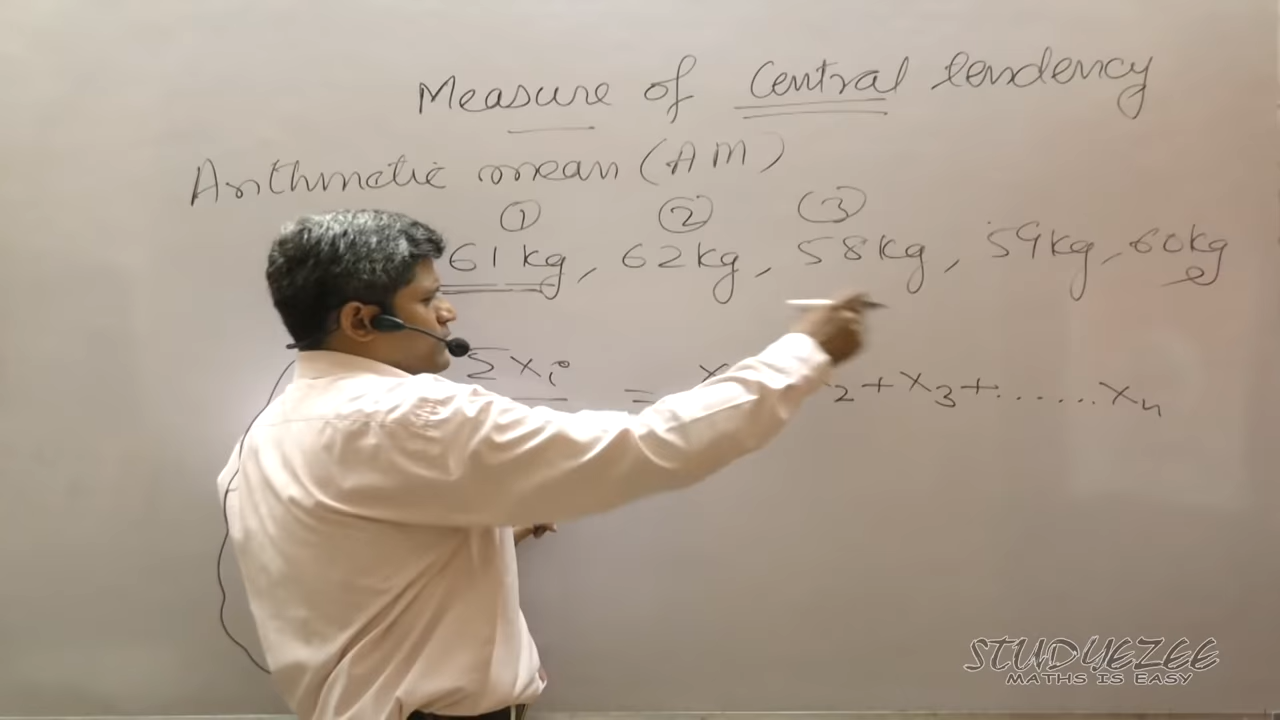 Measure of Central tendency
Arithmetic mean (AM)
① ② ③
61 kg, 62 kg, 58 kg, 59 kg, 60 kg
Σxi = x 2 + x3 + ...... xn
STUDYEZEE
MATHS IS EASY